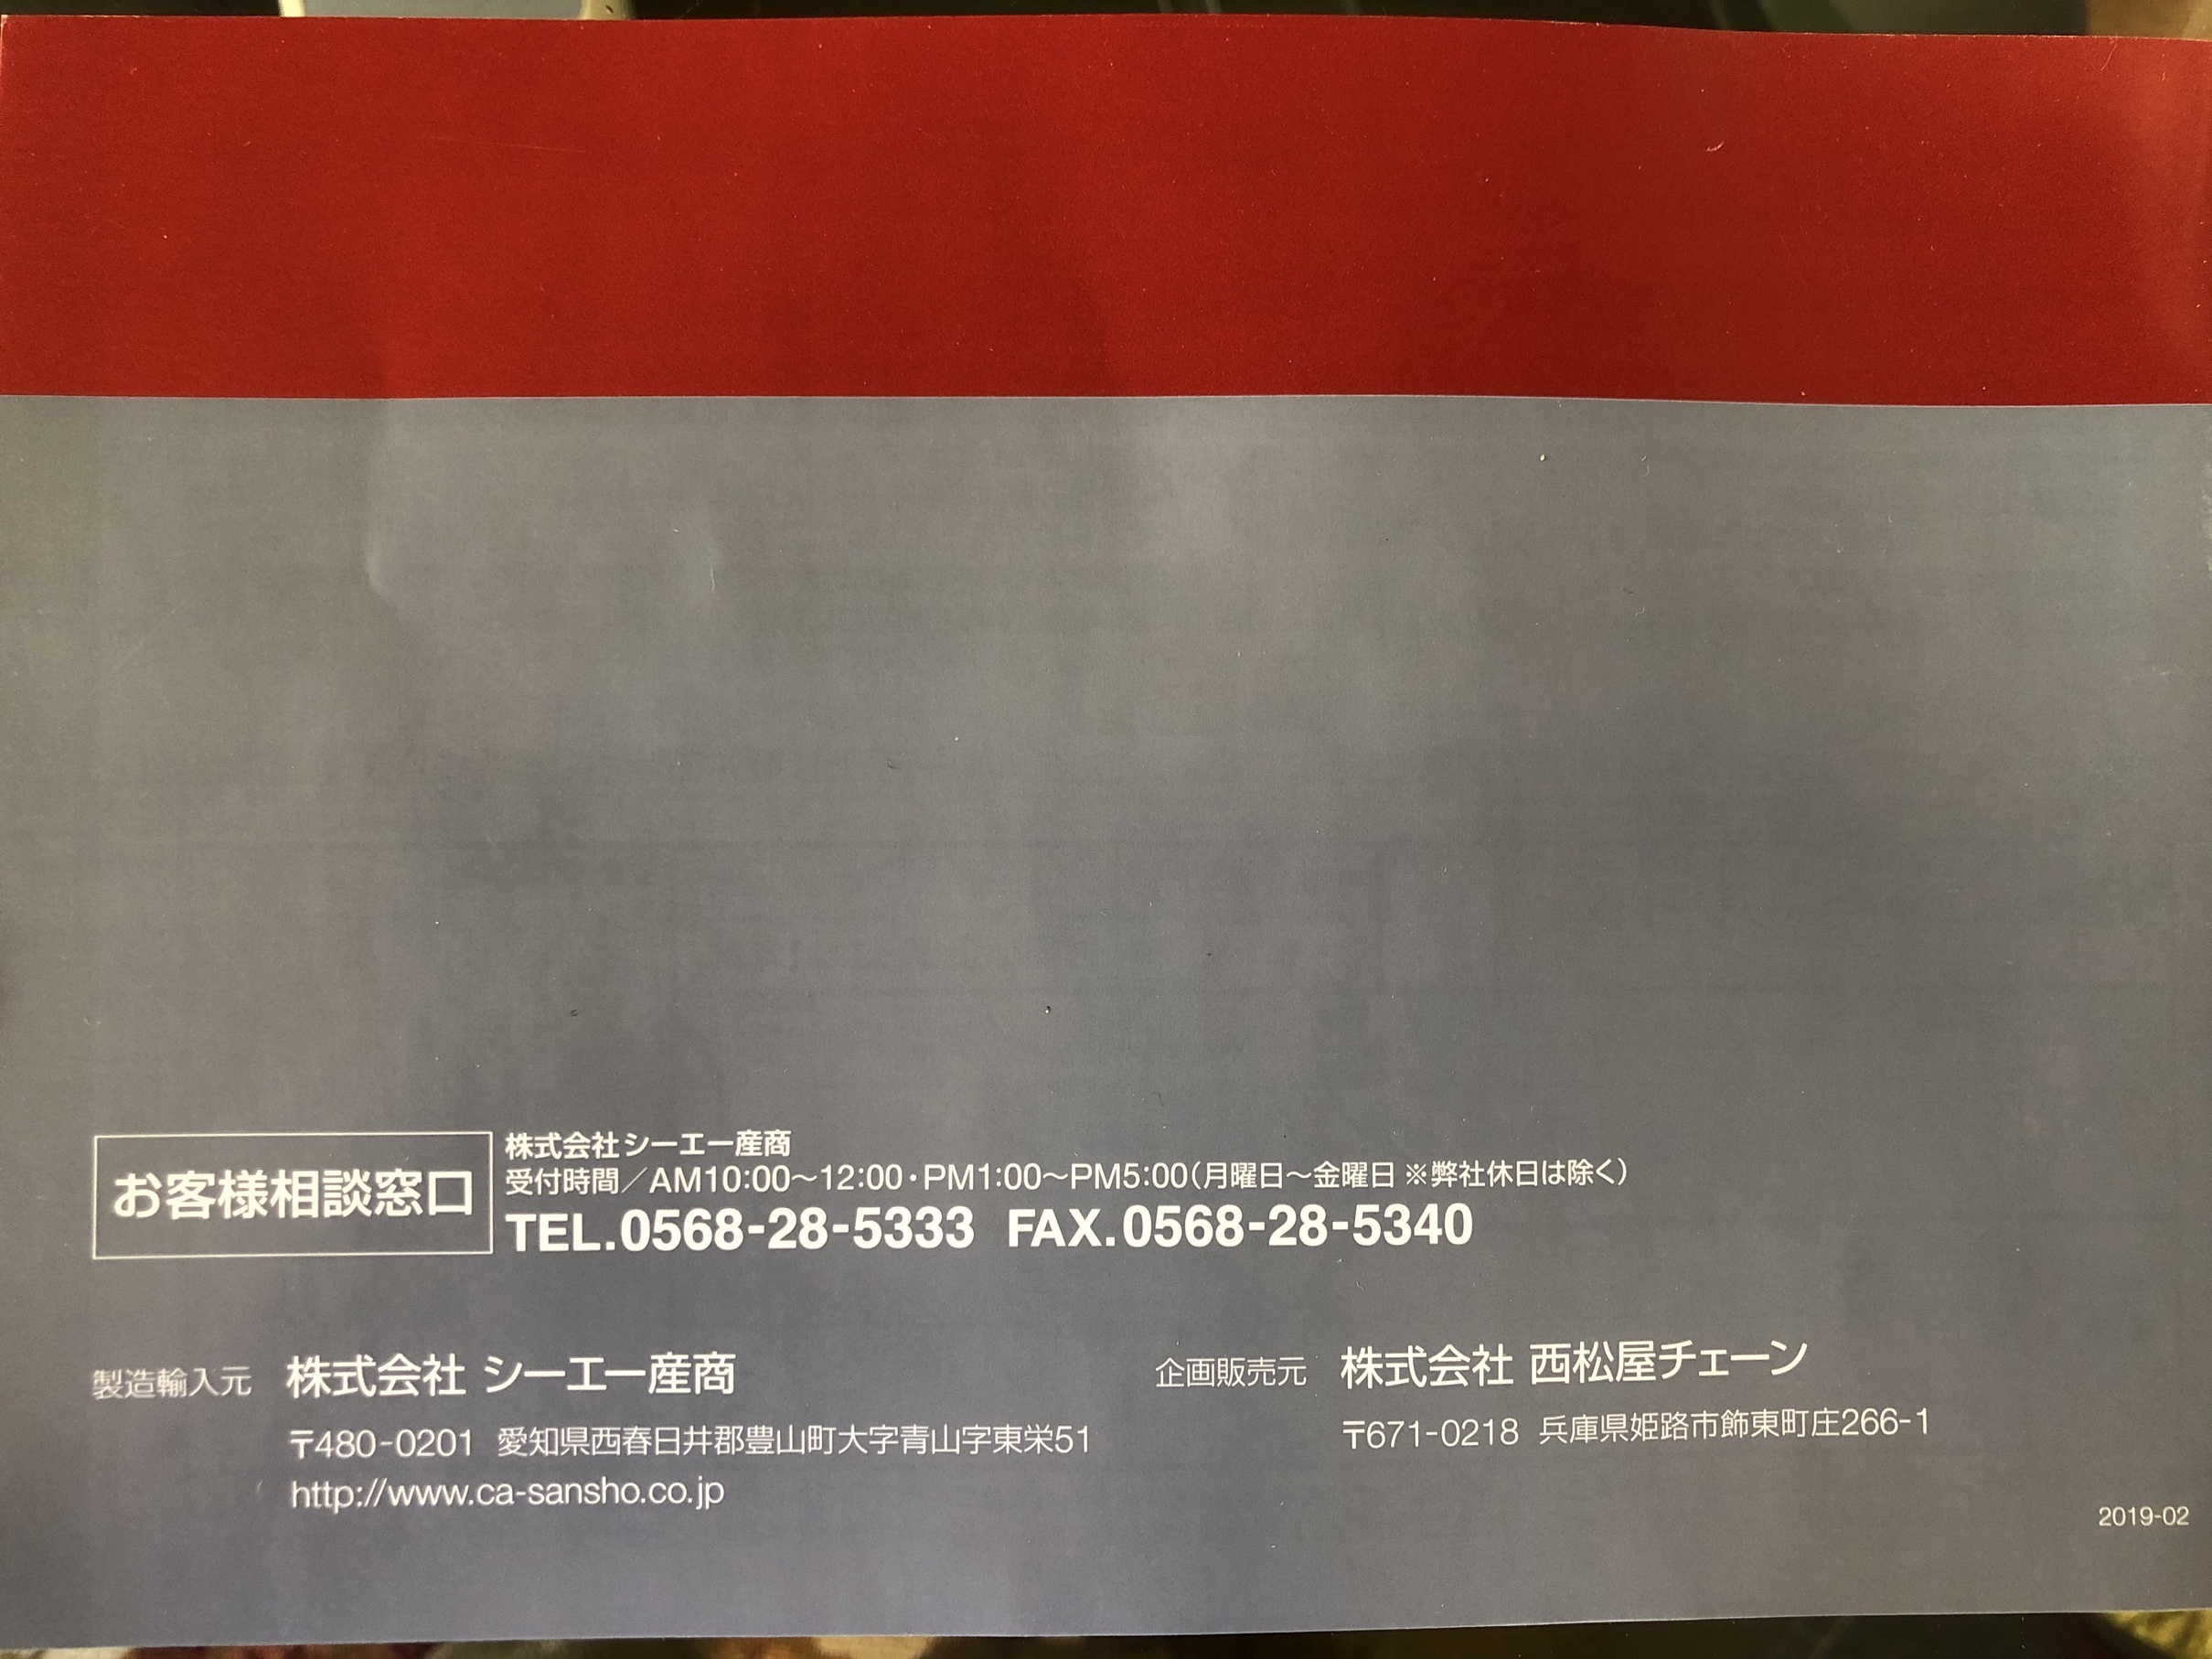 お客様相談窓口
株式会社シーエー産商
受付時間／AM10:00〜12:00・PM1:00〜PM5:00(月曜日〜金曜日 ※弊社休日は除く)
TEL.0568-28-5333 FAX.0568-28-5340
製造輸入元 株式会社 シーエー産商
〒480-0201 愛知県西春日井郡豊山町大字青山字東栄51
http://www.ca-sansho.co.jp
企画販売元 株式会社 西松屋チェーン
〒671-0218 兵庫県姫路市飾東町庄266-1
2019-02